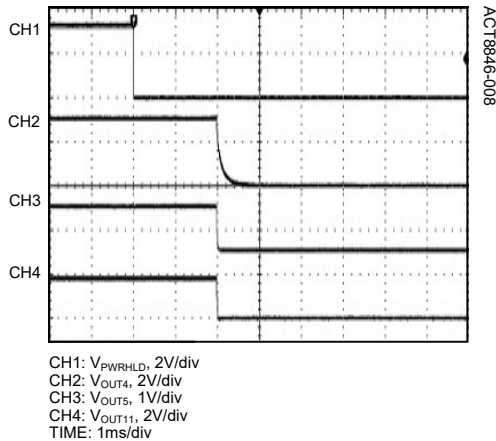 CH1
CH2
CH3
CH4
ACT8846-008
CH1: VPWRHLD, 2V/div
CH2: VOUT4, 2V/div
CH3: VOUT5, 1V/div
CH4: VOUT11, 2V/div
TIME: 1ms/div